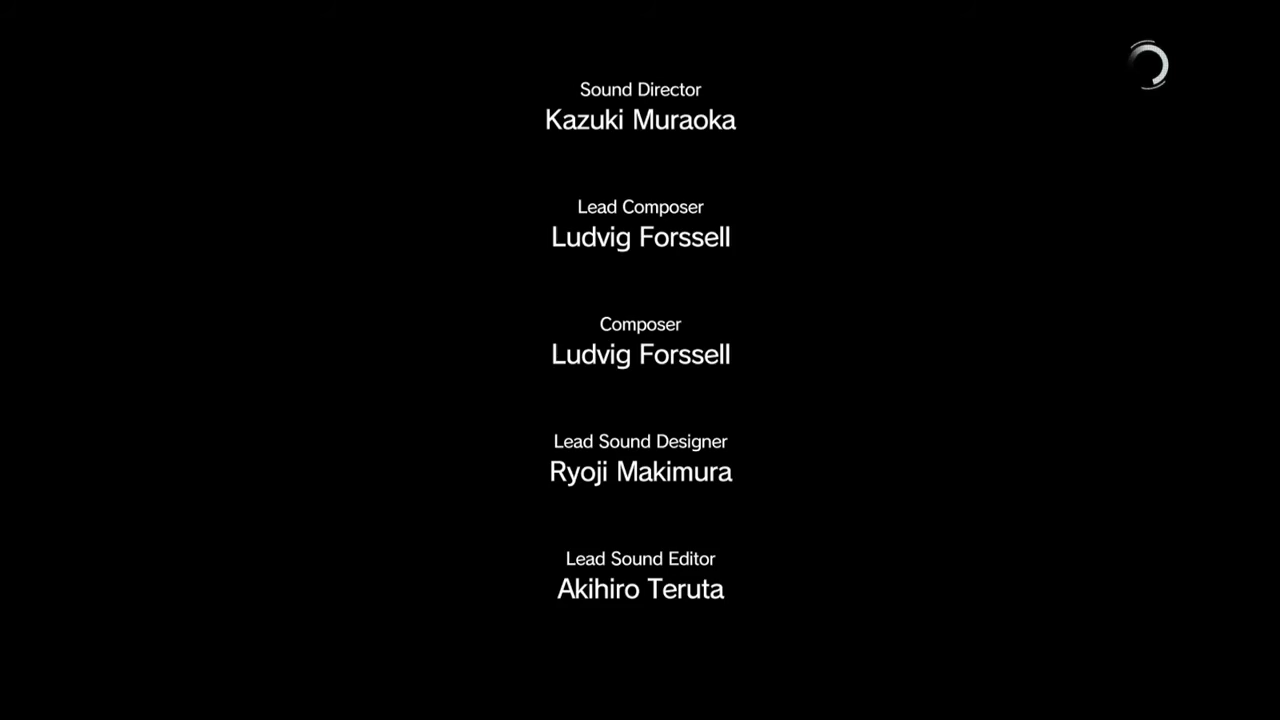 Sound Director
Kazuki Muraoka
Lead Composer
Ludvig Forssell
Composer
Ludvig Forssell
Lead Sound Designer
Ryoji Makimura
Lead Sound Editor
Akihiro Teruta